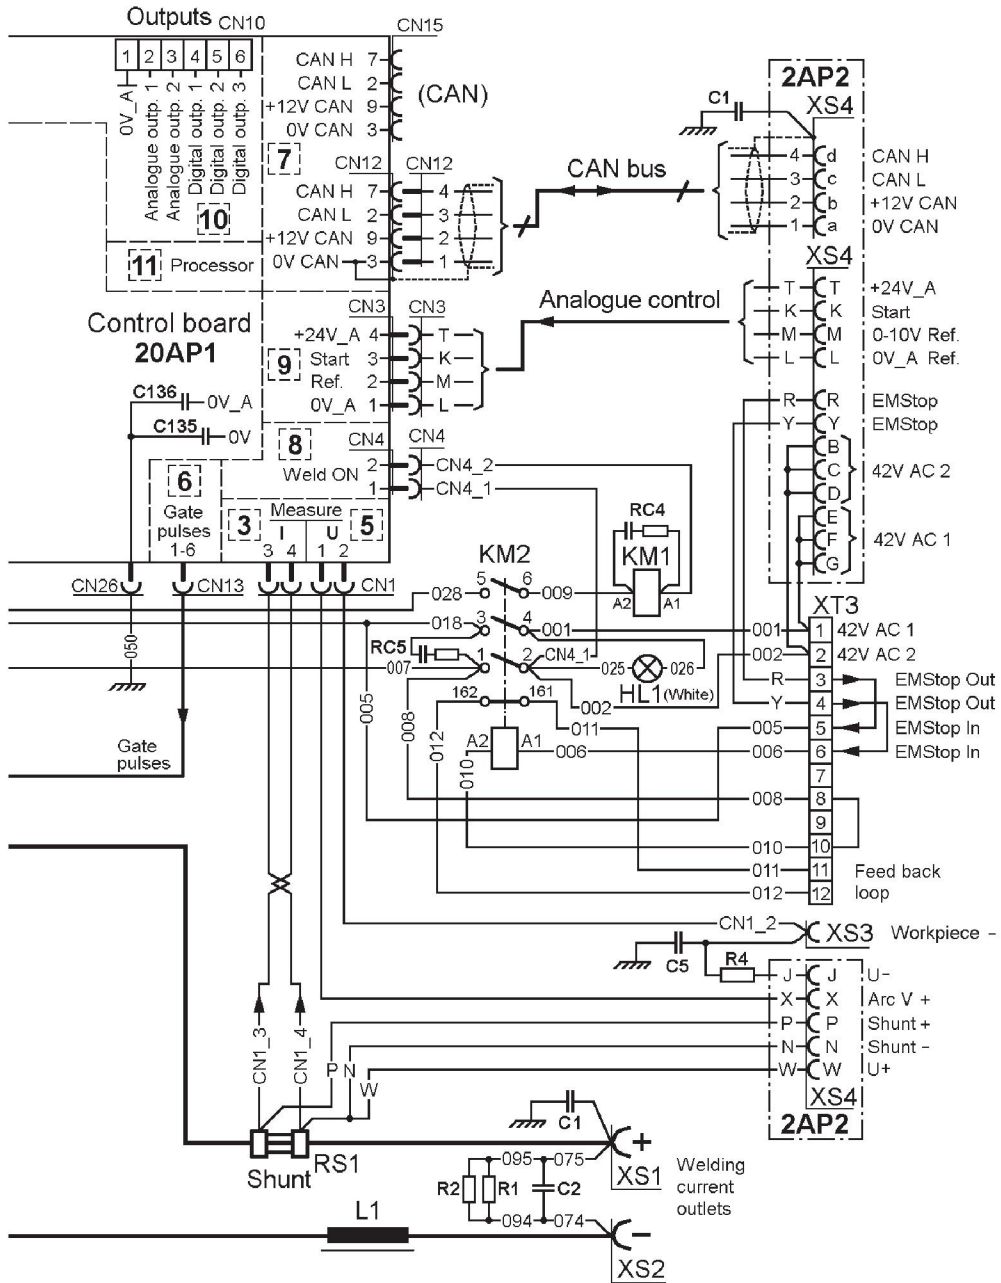 Outputs CN10
CN15
1 2 3 4 5 6
0V_A
Analogue outp. 1
Analogue outp. 2
Digital outp. 1
Digital outp. 2
Digital outp. 3
10
7
CAN H 7
CAN L 2
+12V CAN 9
0V CAN 3
(CAN)
CN12 CN12
CAN H 7 4
CAN L 2 3
+12V CAN 9 2
0V CAN 3 1
CAN bus
11 Processor
Control board
20AP1
CN3 CN3
9
+24V_A 4 T
Start 3 K
Ref. 2 M
0V_A 1 L
Analogue control
C136 0V_A
C135 0V
8
CN4 CN4
Weld ON 2 CN4_2
1 CN4_1
6
Gate
pulses
1-6
3 Measure 5
I U
3 4 1 2
CN26 CN13 CN1
2AP2
C1 XS4
4 d CAN H
3 c CAN L
2 b +12V CAN
1 a 0V CAN
XS4
T T +24V_A
K K Start
M M 0-10V Ref.
L L 0V_A Ref.
R R EMStop
Y Y EMStop
B
C 42V AC 2
D
E
F 42V AC 1
G
RC4
KM1
A2 A1
KM2
028 5 6 009
018 3 4 001
RC5
007 1 2 CN4_1
025 026
HL1 (White)
002
162 161
011
A2 A1
006
050
005
008
012
010
Gate
pulses
XT3
001 1 42V AC 1
002 2 42V AC 2
R 3 EMStop Out
Y 4 EMStop Out
005 5 EMStop In
006 6 EMStop In
7
008 8
9
010 10
011 11 Feed back
012 12 loop
CN1_2 XS3 Workpiece –
C5 R4
J J U–
X X Arc V +
P P Shunt +
N N Shunt –
W W U+
XS4
2AP2
CN1_3
CN1_4
P N
W
Shunt RS1
C1
+
XS1
Welding
current
outlets
095 075
R2 R1 C2
094 074
L1
–
XS2